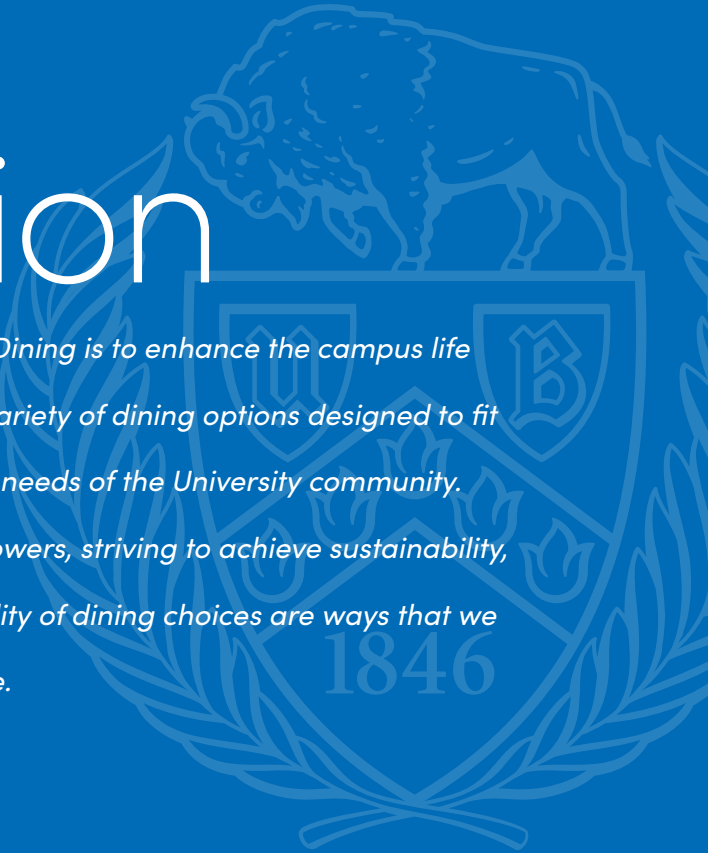 ion
Dining is to enhance the campus life
ariety of dining options designed to fit
needs of the University community.
owers, striving to achieve sustainability,
lity of dining choices are ways that we
e.
U B
1846